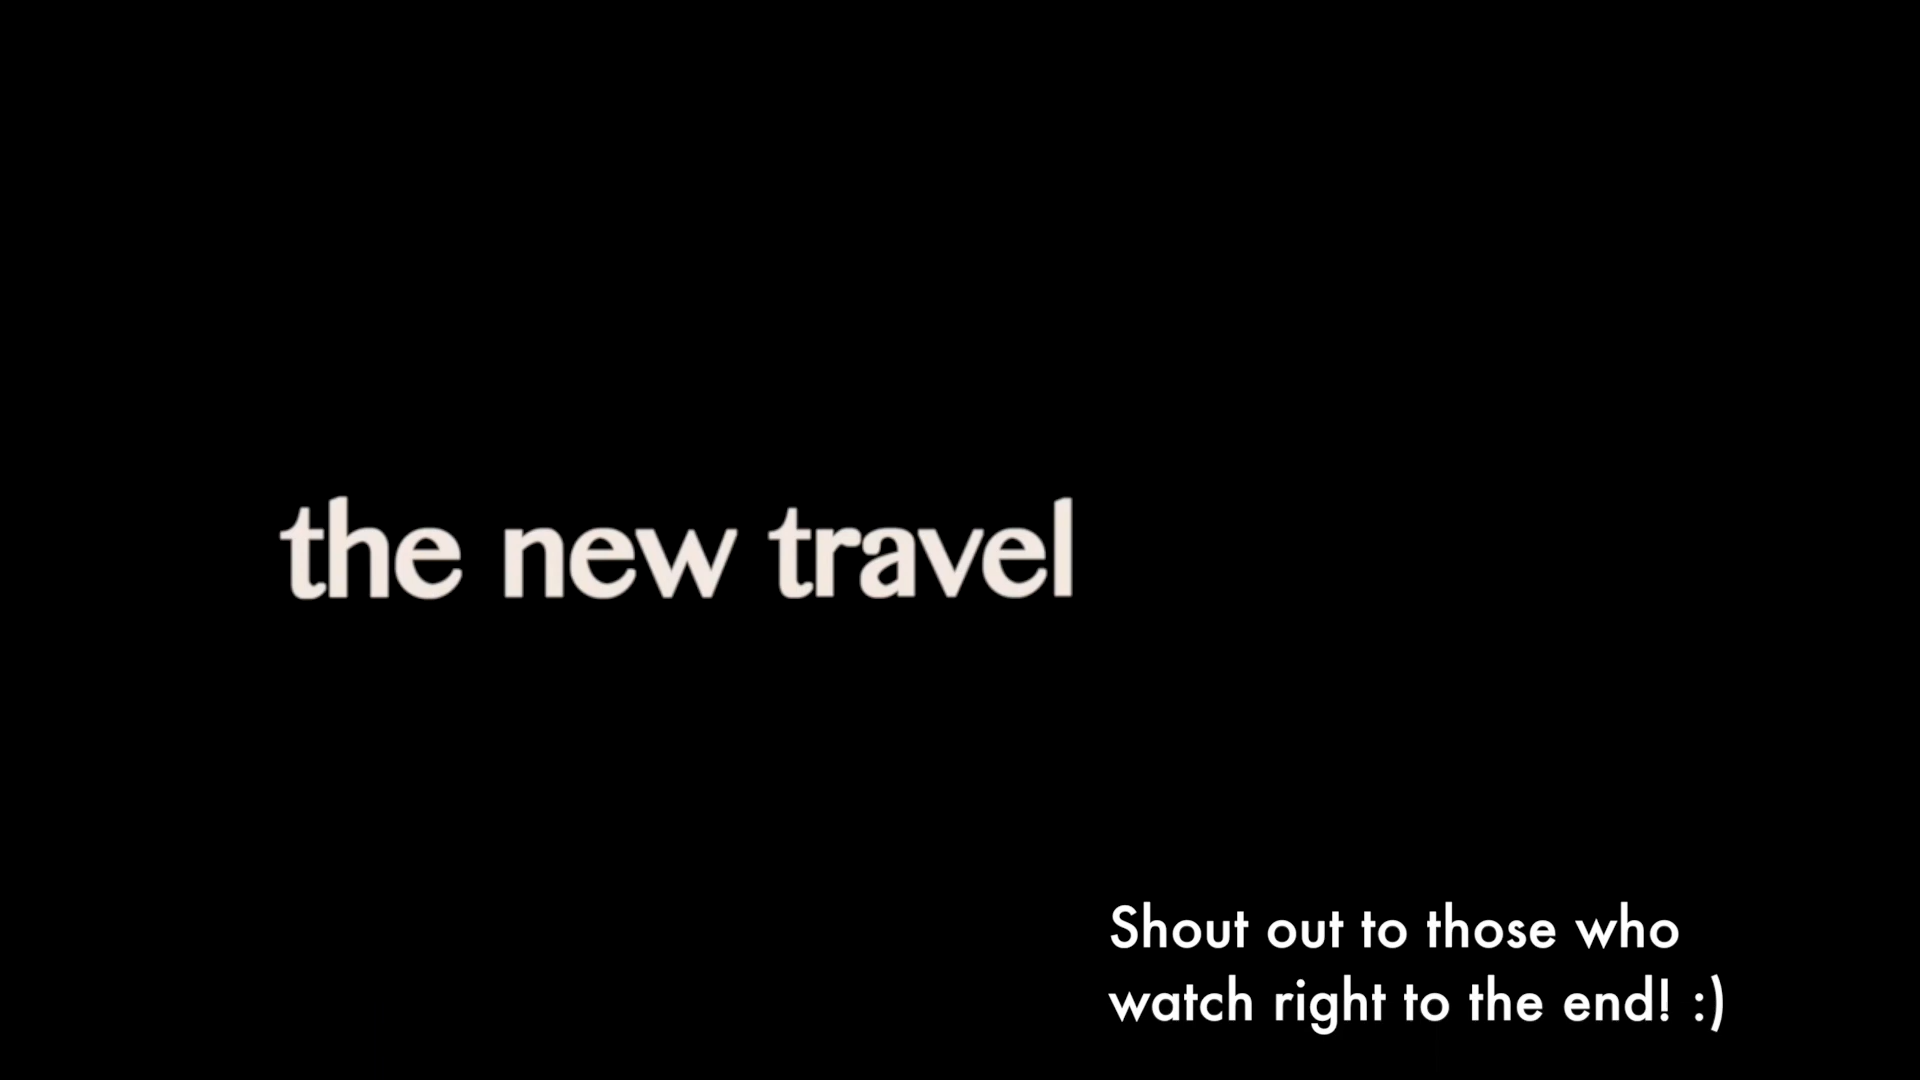 the new travel
Shout out to those who
watch right to the end! :)